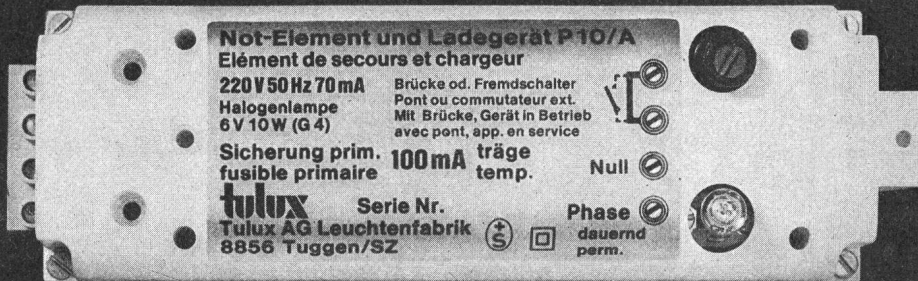 Not-Element und Ladegerät P10/A
Elément de secours et chargeur
220 V 50 Hz 70 mA
Halogenlampe
6 V 10 W (G 4)
Brücke od. Fremdschalter
Pont ou commutateur ext.
Mit Brücke, Gerät in Betrieb
avec pont, app. en service
Sicherung prim. 100 mA träge
fusible primaire temp.
Null
tulux Serie Nr.
Tulux AG Leuchtenfabrik
8856 Tuggen/SZ
S
Phase
dauernd
perm.